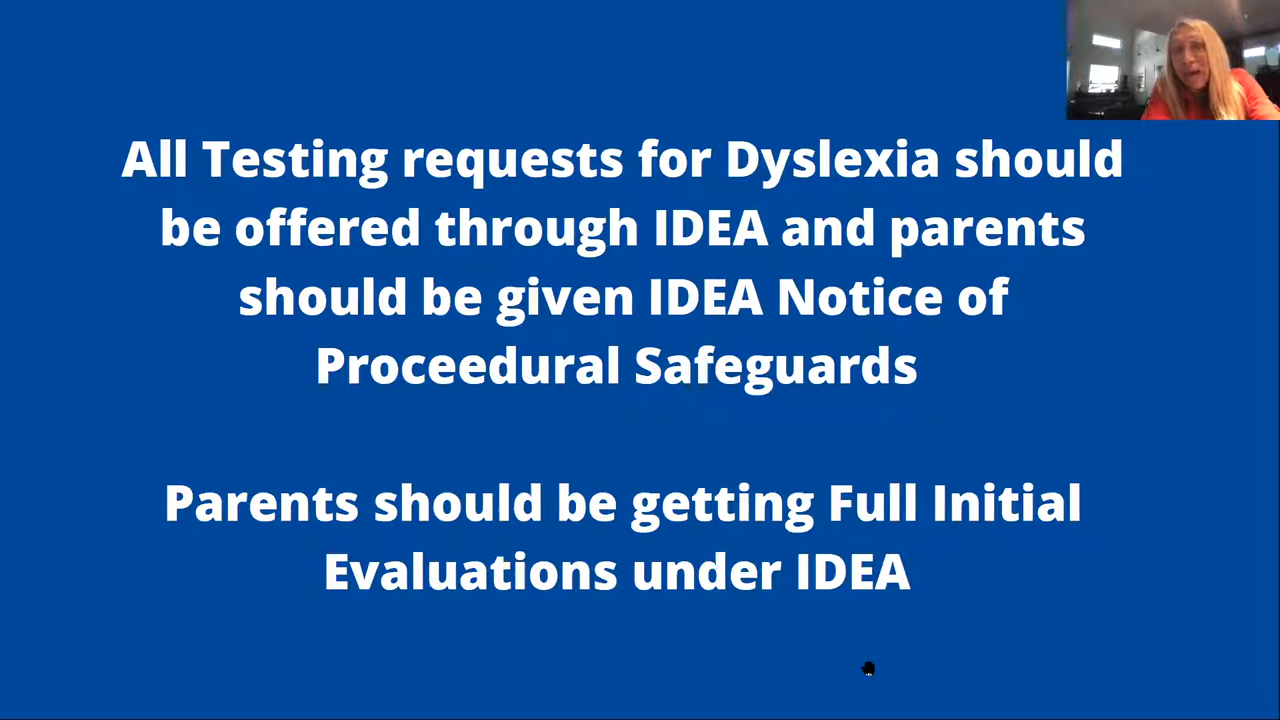 All Testing requests for Dyslexia should
be offered through IDEA and parents
should be given IDEA Notice of
Proceedural Safeguards
Parents should be getting Full Initial
Evaluations under IDEA